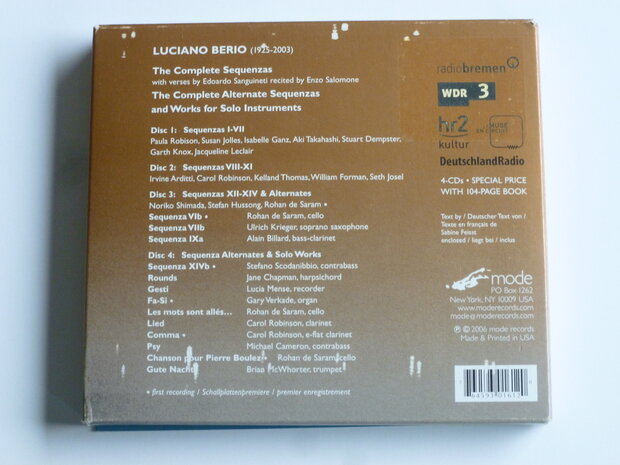 LUCIANO BERIO (1925-2003)
The Complete Sequenzas
with verses by Edoardo Sanguineti recited by Enzo Salomone
The Complete Alternate Sequenzas
and Works for Solo Instruments
Disc 1: Sequenzas I-VII
Paula Robison, Susan Jolles, Isabelle Ganz, Aki Takahashi, Stuart Dempster,
Garth Knox, Jacqueline Leclair
Disc 2: Sequenzas VIII-XI
Irvine Arditti, Carol Robinson, Kelland Thomas, William Forman, Seth Josel
Disc 3: Sequenzas XII-XIV & Alternates
Noriko Shimada, Stefan Hussong, Rohan de Saram •
Sequenza VIb • Rohan de Saram, cello
Sequenza VIIb Ulrich Krieger, soprano saxophone
Sequenza IXa Alain Billard, bass-clarinet
Disc 4: Sequenza Alternates & Solo Works
Sequenza XIVb • Stefano Scodanibbio, contrabass
Rounds Jane Chapman, harpsichord
Gesti Lucia Mense, recorder
Fa-Si • Gary Verkade, organ
Les mots sont allés... Rohan de Saram, cello
Lied Carol Robinson, clarinet
Comma • Carol Robinson, e-flat clarinet
Psy Michael Cameron, contrabass
Chanson pour Pierre Boulez • Rohan de Saram, cello
Gute Nacht Brian McWhorter, trumpet
• first recording / Schallplattenpremiere / premier enregistrement
radiobremen
WDR 3
hr2
kultur
MUSE
EN CIRCUIT
DeutschlandRadio
4-CDs • SPECIAL PRICE
WITH 104-PAGE BOOK
Text by / Deutscher Text von /
Texte en français de
Sabine Feisst
enclosed / liegt bei / inclus
mode
PO Box 1262
New York, NY 10009 USA
www.moderecords.com
mode@moderecords.com
℗ © 2006 mode records
Made & Printed in USA
64593 01612